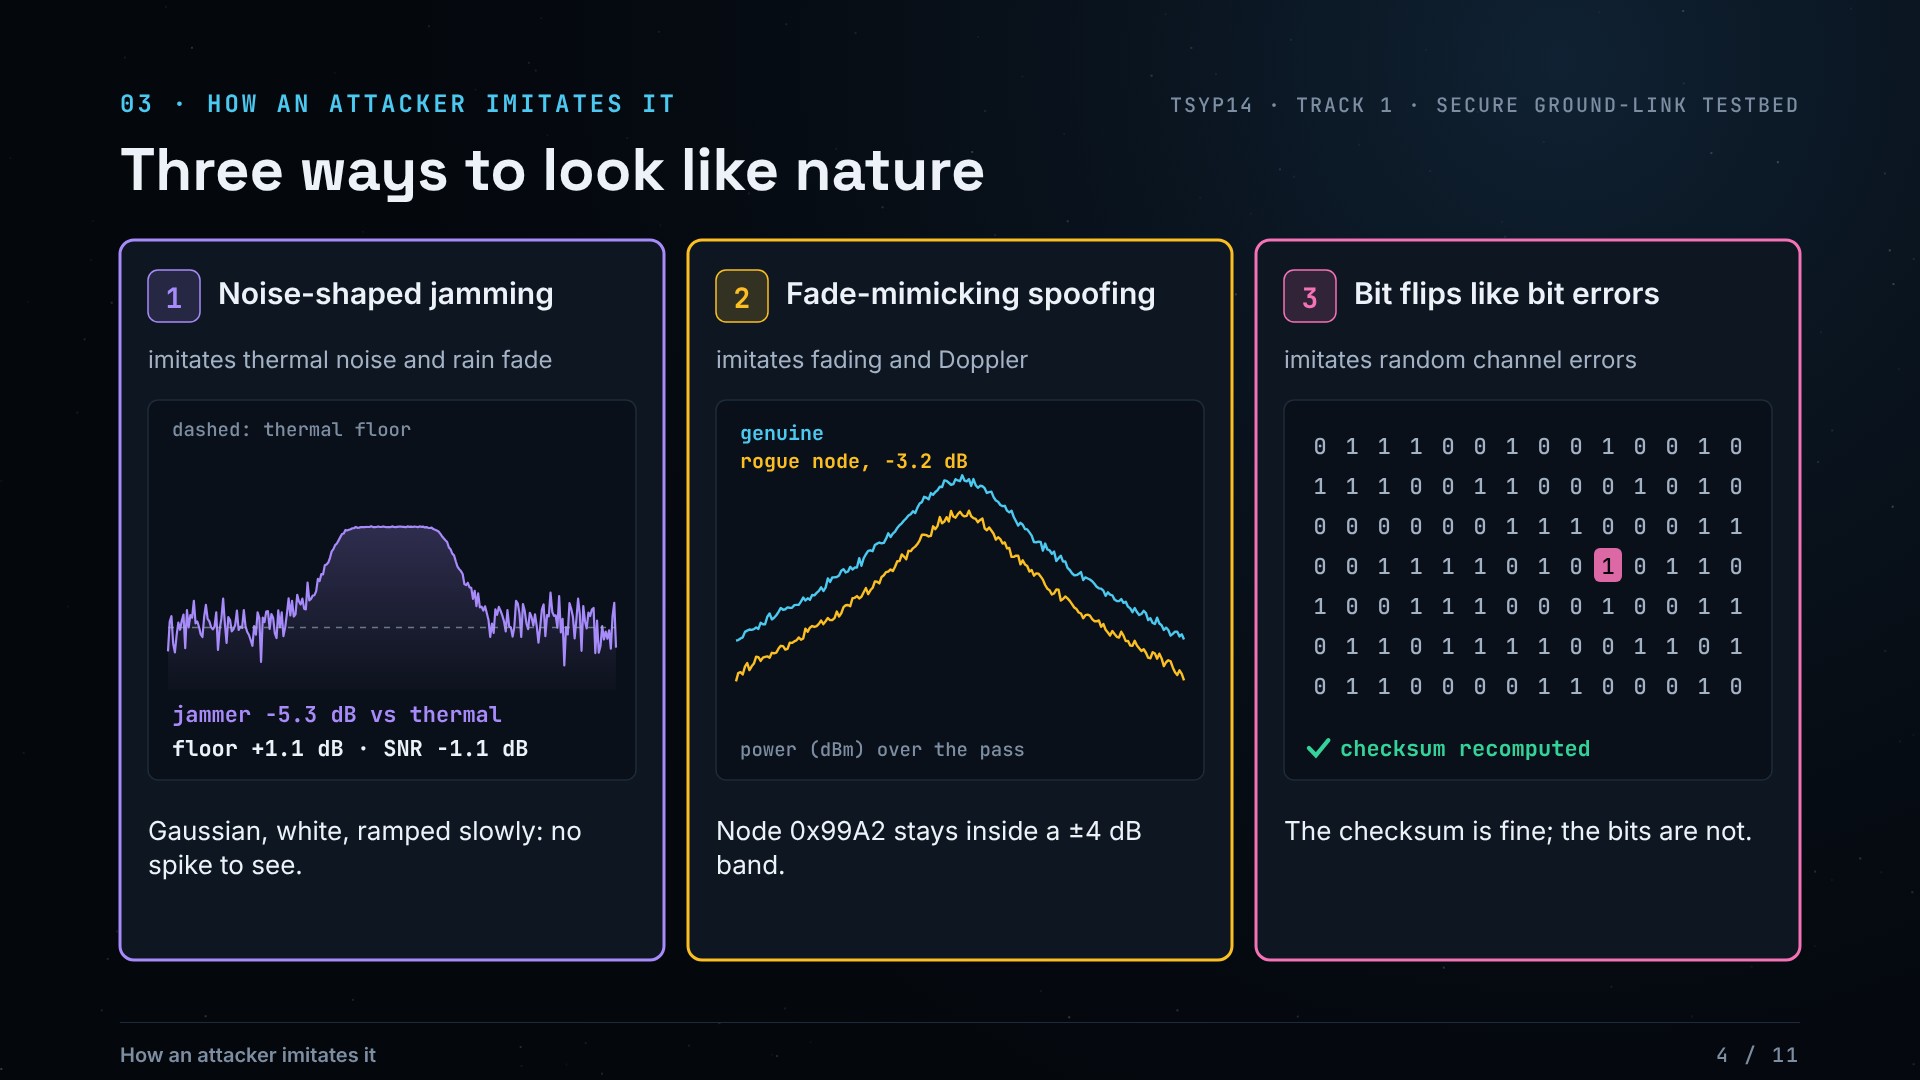 03 · HOW AN ATTACKER IMITATES IT
TSYP14 · TRACK 1 · SECURE GROUND-LINK TESTBED
Three ways to look like nature
1 Noise-shaped jamming
imitates thermal noise and rain fade
dashed: thermal floor
jammer -5.3 dB vs thermal
floor +1.1 dB · SNR -1.1 dB
Gaussian, white, ramped slowly: no
spike to see.
2 Fade-mimicking spoofing
imitates fading and Doppler
genuine
rogue node, -3.2 dB
power (dBm) over the pass
Node 0x99A2 stays inside a ±4 dB
band.
3 Bit flips like bit errors
imitates random channel errors
0 1 1 1 0 0 1 0 0 1 0 0 1 0
1 1 1 0 0 1 1 0 0 0 1 0 1 0
0 0 0 0 0 0 1 1 1 0 0 0 1 1
0 0 1 1 1 1 0 1 0 1 0 1 1 0
1 0 0 1 1 1 0 0 0 1 0 0 1 1
0 1 1 0 1 1 1 1 0 0 1 1 0 1
0 1 1 0 0 0 0 1 1 0 0 0 1 0
checksum recomputed
The checksum is fine; the bits are not.
How an attacker imitates it
4 / 11